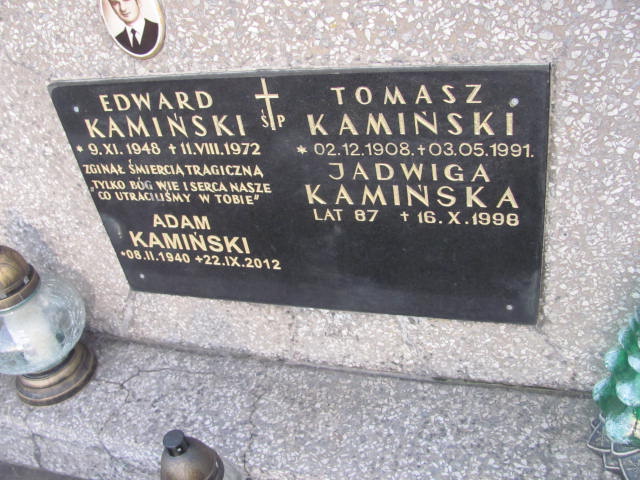 EDWARD
KAMIŃSKI
* 9.XI.1948 + 11.VIII.1972
ZGINĄŁ ŚMIERCIĄ TRAGICZNĄ
„TYLKO BÓG WIE I SERCA NASZE
CO UTRACILIŚMY W TOBIE"
ADAM
KAMIŃSKI
*08.II.1940 +22.IX.2012
ŚP
TOMASZ
KAMIŃSKI
* 02.12.1908. + 03.05.1991.
JADWIGA
KAMIŃSKA
LAT 87 + 16.X.1998